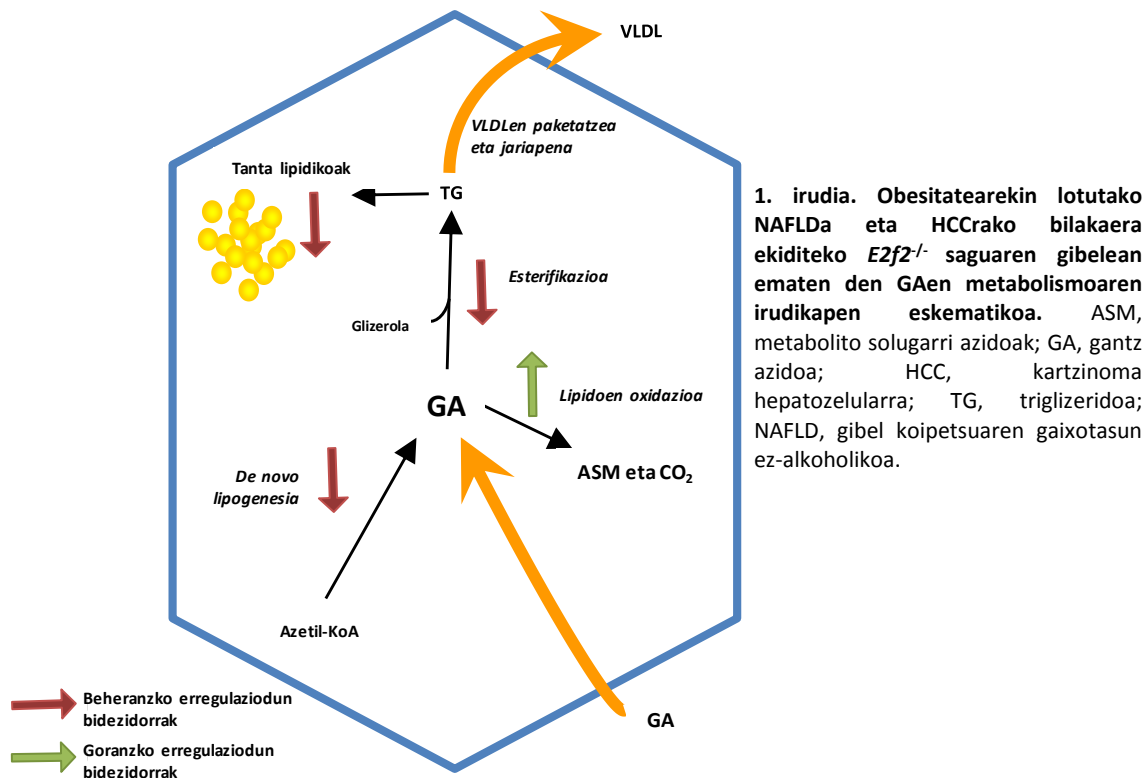 VLDL
VLDLen paketatzea
eta jariapena
Tanta lipidikoak
TG
Esterifikazioa
Glizerola
GA
Lipidoen oxidazioa
ASM eta CO₂
De novo
lipogenesia
Azetil-KoA
GA
Beheranzko erregulaziodun
bidezidorrak
Goranzko erregulaziodun
bidezidorrak
1. irudia. Obesitatearekin lotutako
NAFLDa eta HCCrako bilakaera
ekiditeko E2f2-/- saguaren gibelean
ematen den GAen metabolismoaren
irudikapen eskematikoa. ASM,
metabolito solugarri azidoak; GA, gantz
azidoa; HCC, kartzinoma
hepatozelularra; TG, triglizeridoa;
NAFLD, gibel koipetsuaren gaixotasun
ez-alkoholikoa.